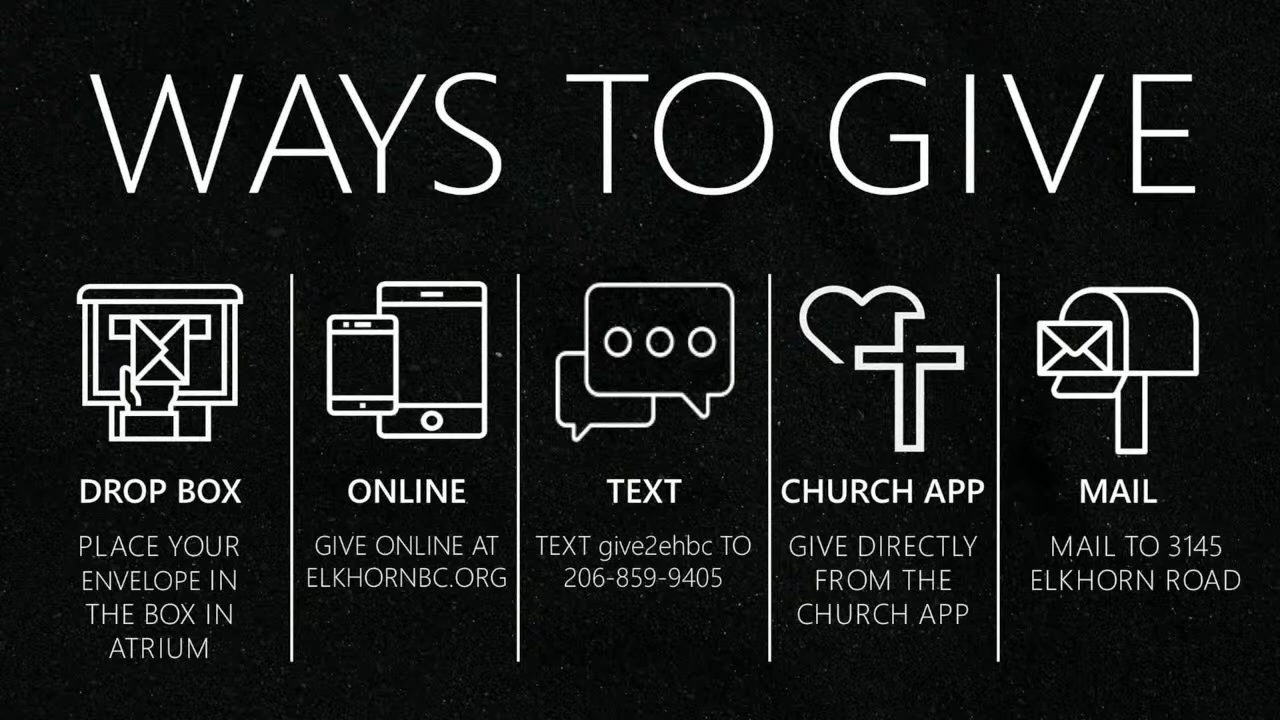 WAYS TO GIVE
DROP BOX
PLACE YOUR
ENVELOPE IN
THE BOX IN
ATRIUM
ONLINE
GIVE ONLINE AT
ELKHORNBC.ORG
TEXT
TEXT give2ehbc TO
206-859-9405
CHURCH APP
GIVE DIRECTLY
FROM THE
CHURCH APP
MAIL
MAIL TO 3145
ELKHORN ROAD